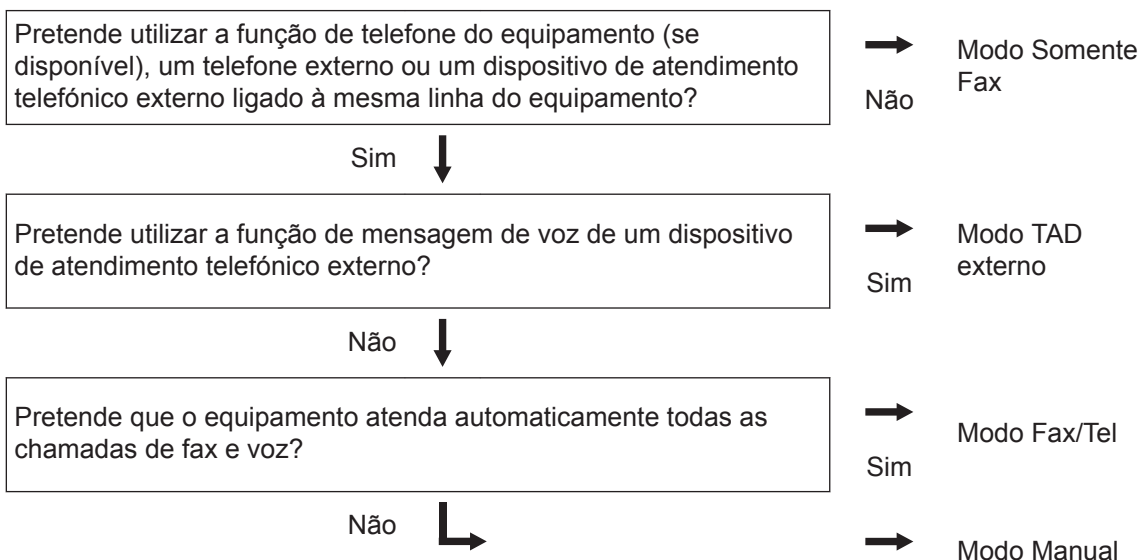 Pretende utilizar a função de telefone do equipamento (se
disponível), um telefone externo ou um dispositivo de atendimento
telefónico externo ligado à mesma linha do equipamento?
Não
Modo Somente
Fax
Sim
Pretende utilizar a função de mensagem de voz de um dispositivo
de atendimento telefónico externo?
Sim
Modo TAD
externo
Não
Pretende que o equipamento atenda automaticamente todas as
chamadas de fax e voz?
Sim
Modo Fax/Tel
Não
Modo Manual